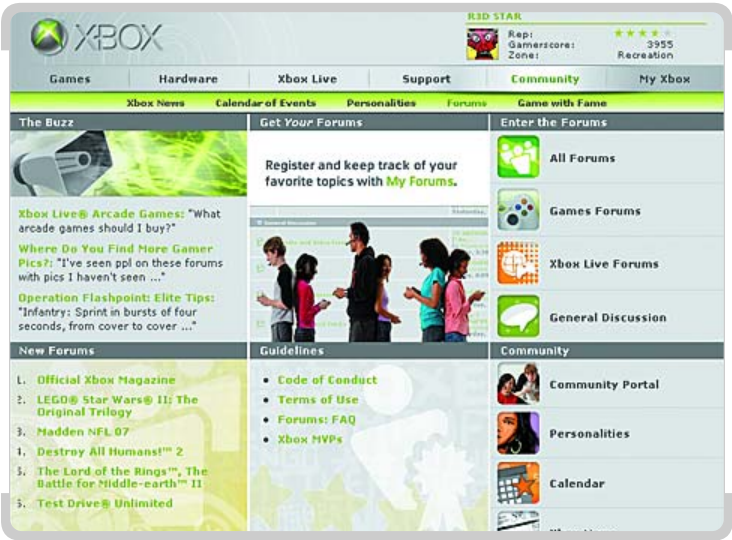 XBOX
R3D STAR
Rep:
Gamerscore: 3955
Zone: Recreation
Games Hardware Xbox Live Support Community My Xbox
Xbox News Calendar of Events Personalities Forums Game with Fame
The Buzz
Xbox Live® Arcade Games: "What
arcade games should I buy?"
Where Do You Find More Gamer
Pics?: "I've seen ppl on these forums
with pics I haven't seen ..."
Operation Flashpoint: Elite Tips:
"Infantry: Sprint in bursts of four
seconds, from cover to cover ..."
Get Your Forums
Register and keep track of your
favorite topics with My Forums.
General Discussion
Enter the Forums
All Forums
Games Forums
Xbox Live Forums
General Discussion
New Forums
1. Official Xbox Magazine
2. LEGO® Star Wars® II: The
Original Trilogy
3. Madden NFL 07
4. Destroy All Humans!™ 2
5. The Lord of the Rings™, The
Battle for Middle-earth™ II
6. Test Drive® Unlimited
Guidelines
• Code of Conduct
• Terms of Use
• Forums: FAQ
• Xbox MVPs
Community
Community Portal
Personalities
Calendar